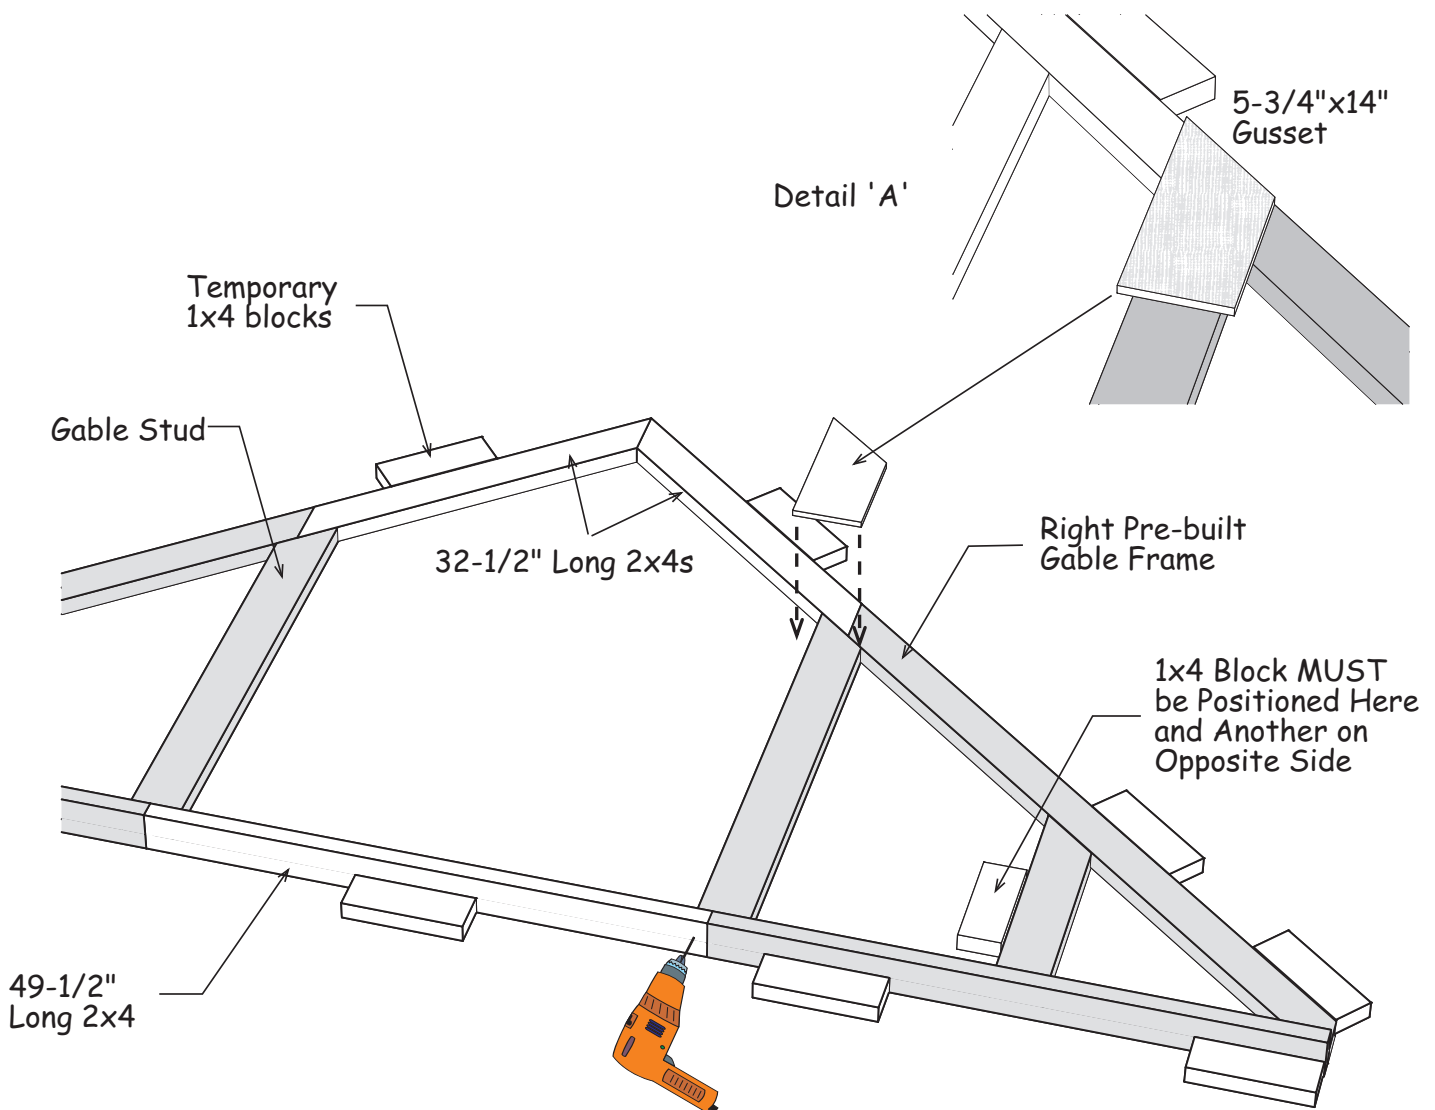 5-3/4"x14"
Gusset
Detail 'A'
Temporary
1x4 blocks
Gable Stud
32-1/2" Long 2x4s
Right Pre-built
Gable Frame
1x4 Block MUST
be Positioned Here
and Another on
Opposite Side
49-1/2"
Long 2x4